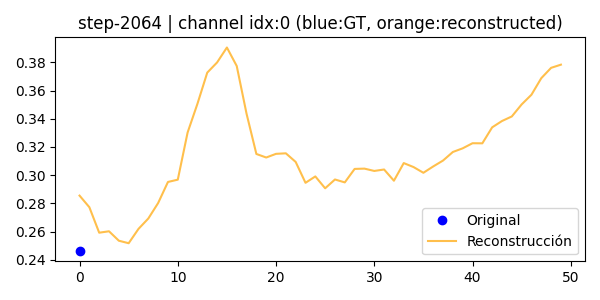 step-2064 | channel idx:0 (blue:GT, orange:reconstructed)
0.38
0.36
0.34
0.32
0.30
0.28
0.26
0.24
0 10 20 30 40 50
Original
Reconstrucción